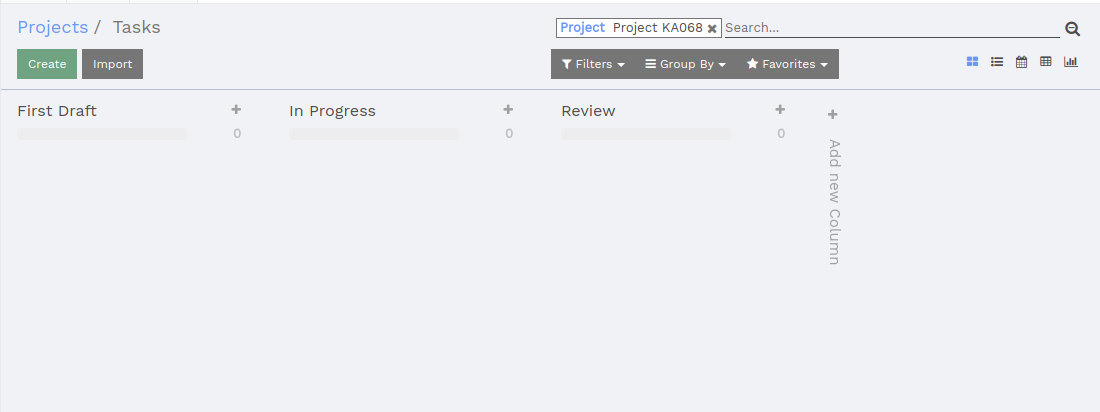 Projects / Tasks
Project Project KA068 Search...
Create Import
Filters Group By Favorites
First Draft
0
In Progress
0
Review
0
Add new Column